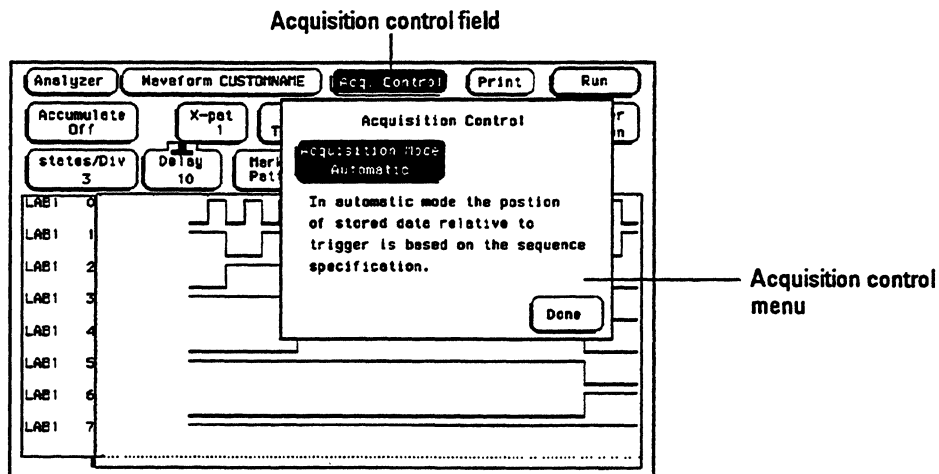 Acquisition control field
Analyzer Waveform CUSTOMNAME Acq. Control Print Run
Accumulate
Off
X-pat
1
Acquisition Control
states/Div
3
Delay
10
Acquisition Mode
Automatic
In automatic mode the postion
of stored data relative to
trigger is based on the sequence
specification.
Done
Acquisition control
menu
LAB1 0
LAB1 1
LAB1 2
LAB1 3
LAB1 4
LAB1 5
LAB1 6
LAB1 7